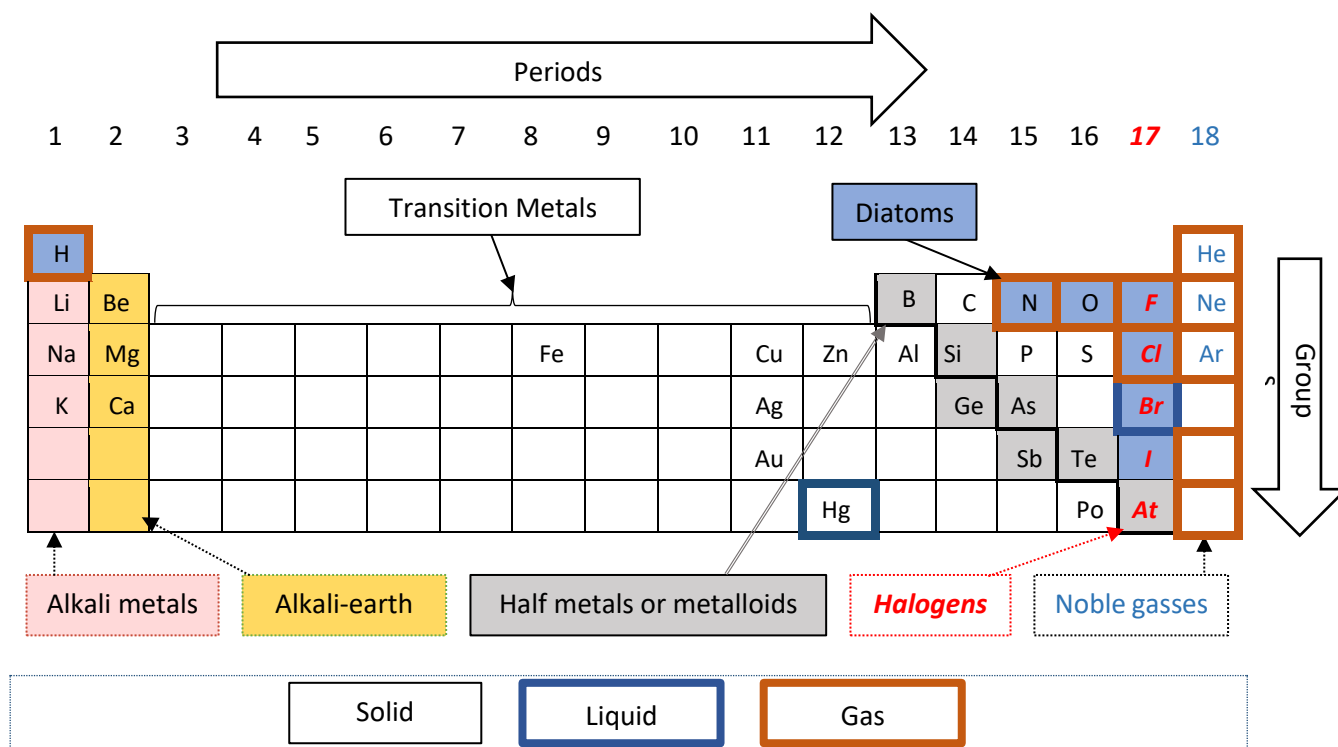 Periods
1 2 3 4 5 6 7 8 9 10 11 12 13 14 15 16 17 18
Transition Metals
Diatoms
H He
Li Be B C N O F Ne
Na Mg Fe Cu Zn Al Si P S Cl Ar
K Ca Ag Ge As Br
Au Sb Te I
Hg Po At
Group
s
Alkali metals
Alkali-earth
Half metals or metalloids
Halogens
Noble gasses
Solid
Liquid
Gas